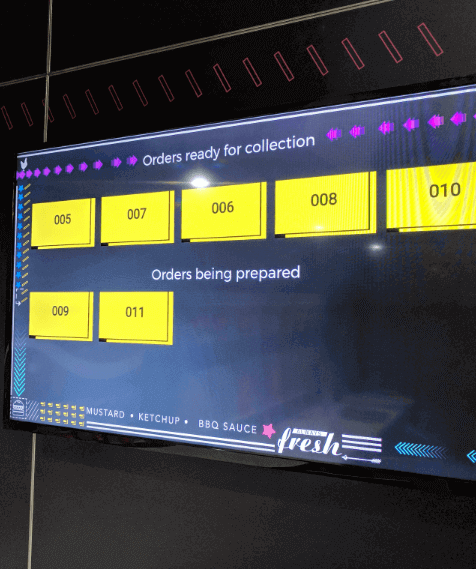 Orders ready for collection
005 007 006 008 010
Orders being prepared
009 011
MUSTARD • KETCHUP • BBQ SAUCE
fresh